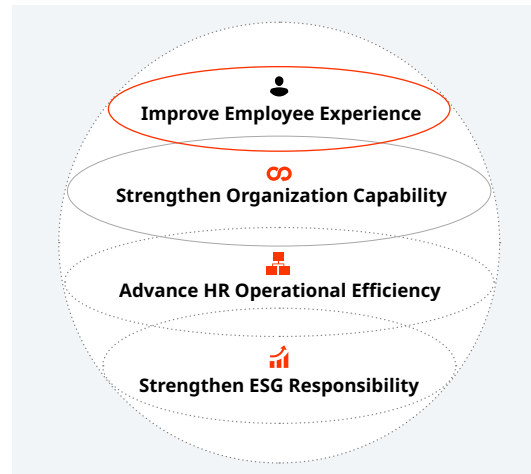 Improve Employee Experience
Strengthen Organization Capability
Advance HR Operational Efficiency
Strengthen ESG Responsibility